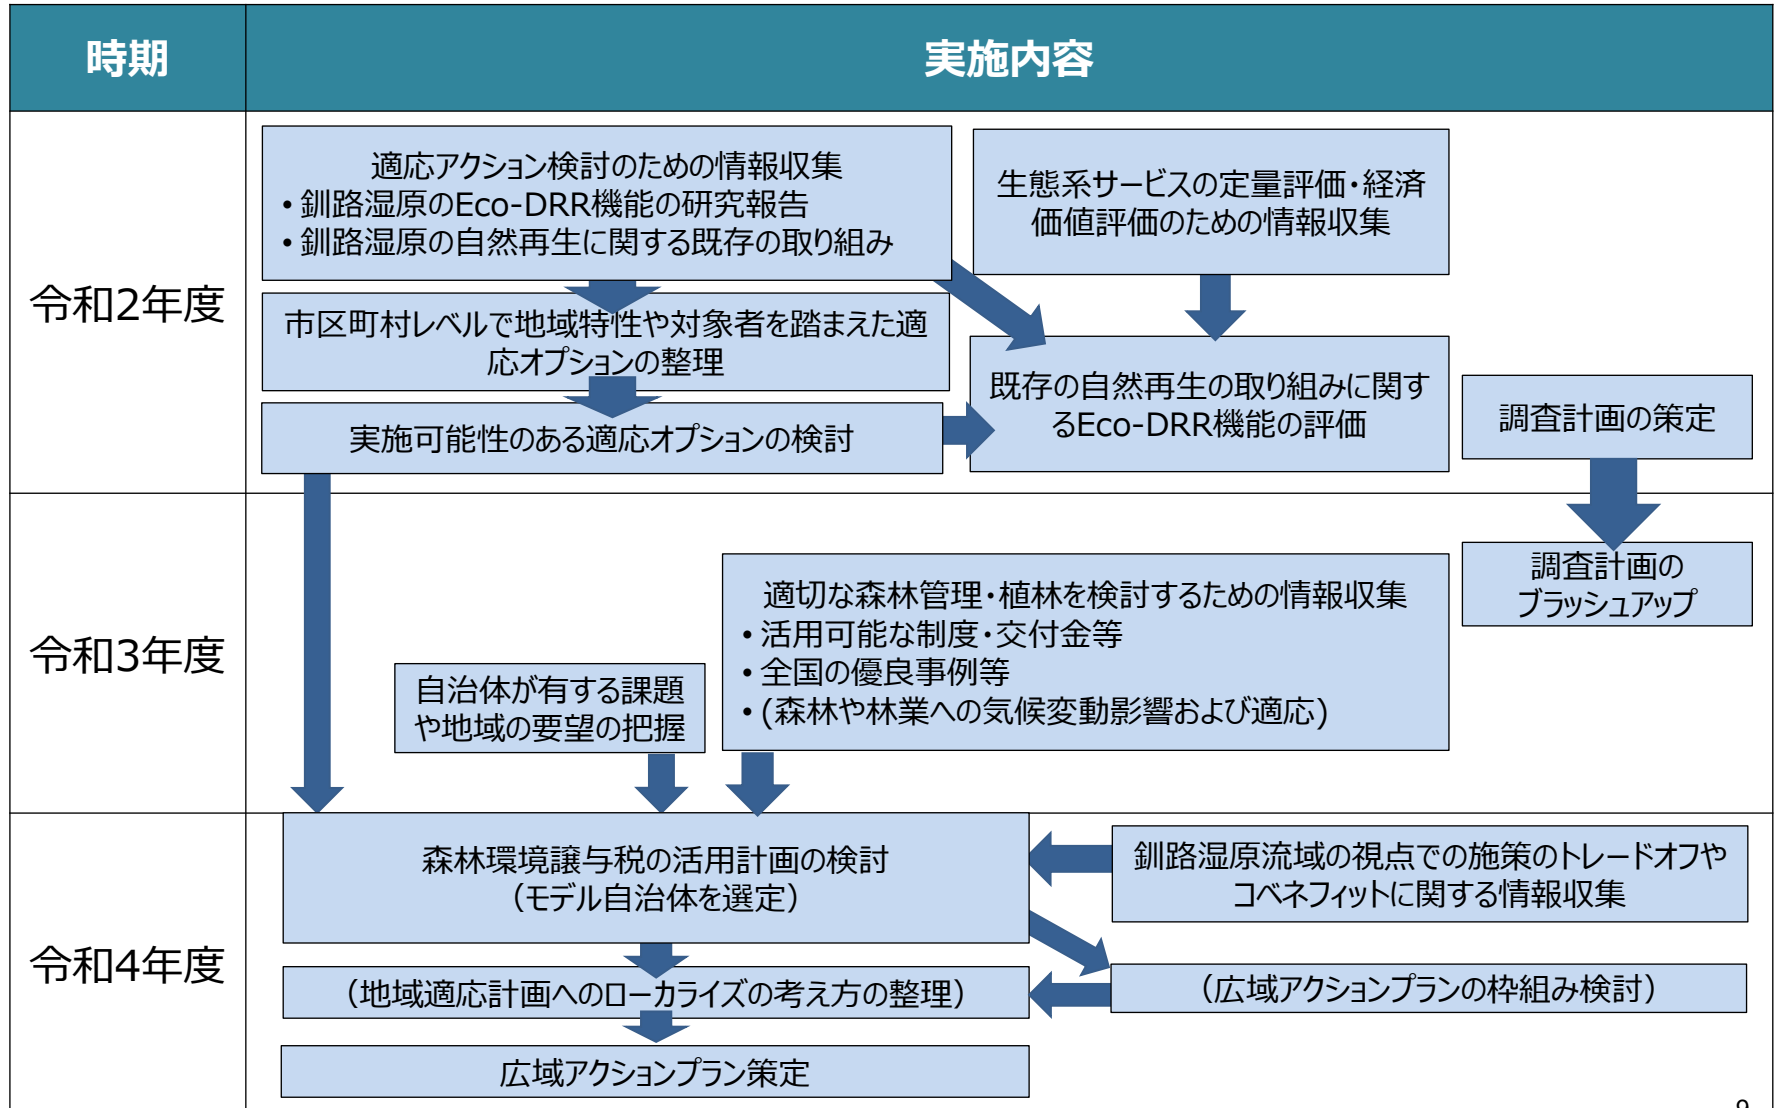 時期
実施内容
令和2年度
適応アクション検討のための情報収集
• 釧路湿原のEco-DRR機能の研究報告
• 釧路湿原の自然再生に関する既存の取り組み
生態系サービスの定量評価・経済
価値評価のための情報収集
市区町村レベルで地域特性や対象者を踏まえた適
応オプションの整理
実施可能性のある適応オプションの検討
既存の自然再生の取り組みに関す
るEco-DRR機能の評価
調査計画の策定
令和3年度
調査計画の
ブラッシュアップ
適切な森林管理・植林を検討するための情報収集
• 活用可能な制度・交付金等
• 全国の優良事例等
• (森林や林業への気候変動影響および適応)
自治体が有する課題
や地域の要望の把握
令和4年度
森林環境譲与税の活用計画の検討
（モデル自治体を選定）
釧路湿原流域の視点での施策のトレードオフや
コベネフィットに関する情報収集
（地域適応計画へのローカライズの考え方の整理）
（広域アクションプランの枠組み検討）
広域アクションプラン策定
9